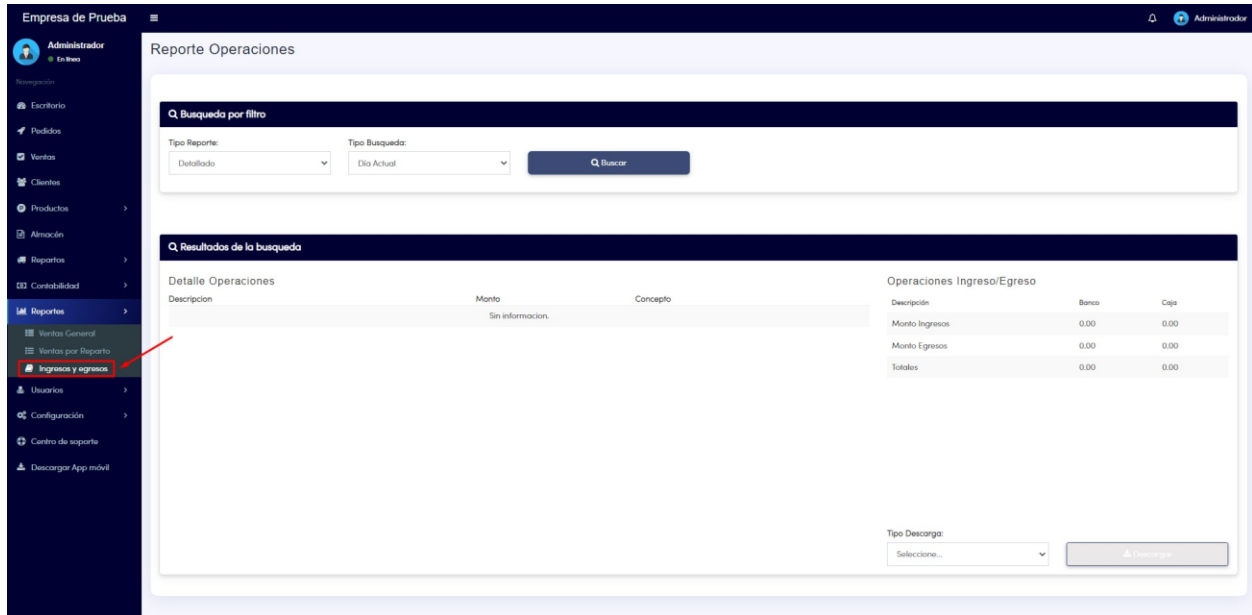 Empresa de Prueba
Administrador
Administrador
En línea
Navegación
Escritorio
Pedidos
Ventas
Clientes
Productos
Almacén
Repartos
Contabilidad
Reportes
Ventas General
Ventas por Reparto
Ingresos y egresos
Usuarios
Configuración
Centro de soporte
Descargar App móvil
Reporte Operaciones
Busqueda por filtro
Tipo Reporte: Tipo Busqueda:
Detallado Día Actual Buscar
Resultados de la busqueda
Detalle Operaciones
Descripcion Monto Concepto
Sin informacion.
Operaciones Ingreso/Egreso
Descripción Banco Caja
Monto Ingresos 0.00 0.00
Monto Egresos 0.00 0.00
Totales 0.00 0.00
Tipo Descarga:
Seleccione... Descargar